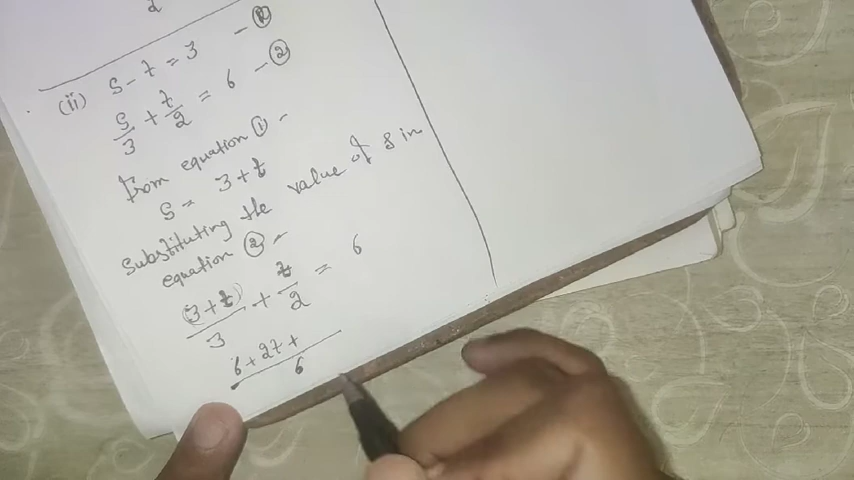 2
(ii) s - t = 3 - ①
s/3 + t/2 = 6 - ②
from equation ① -
s = 3 + t
substituting the value of s in
equation ② -
(3 + t)/3 + t/2 = 6
6 + 2t + / 6